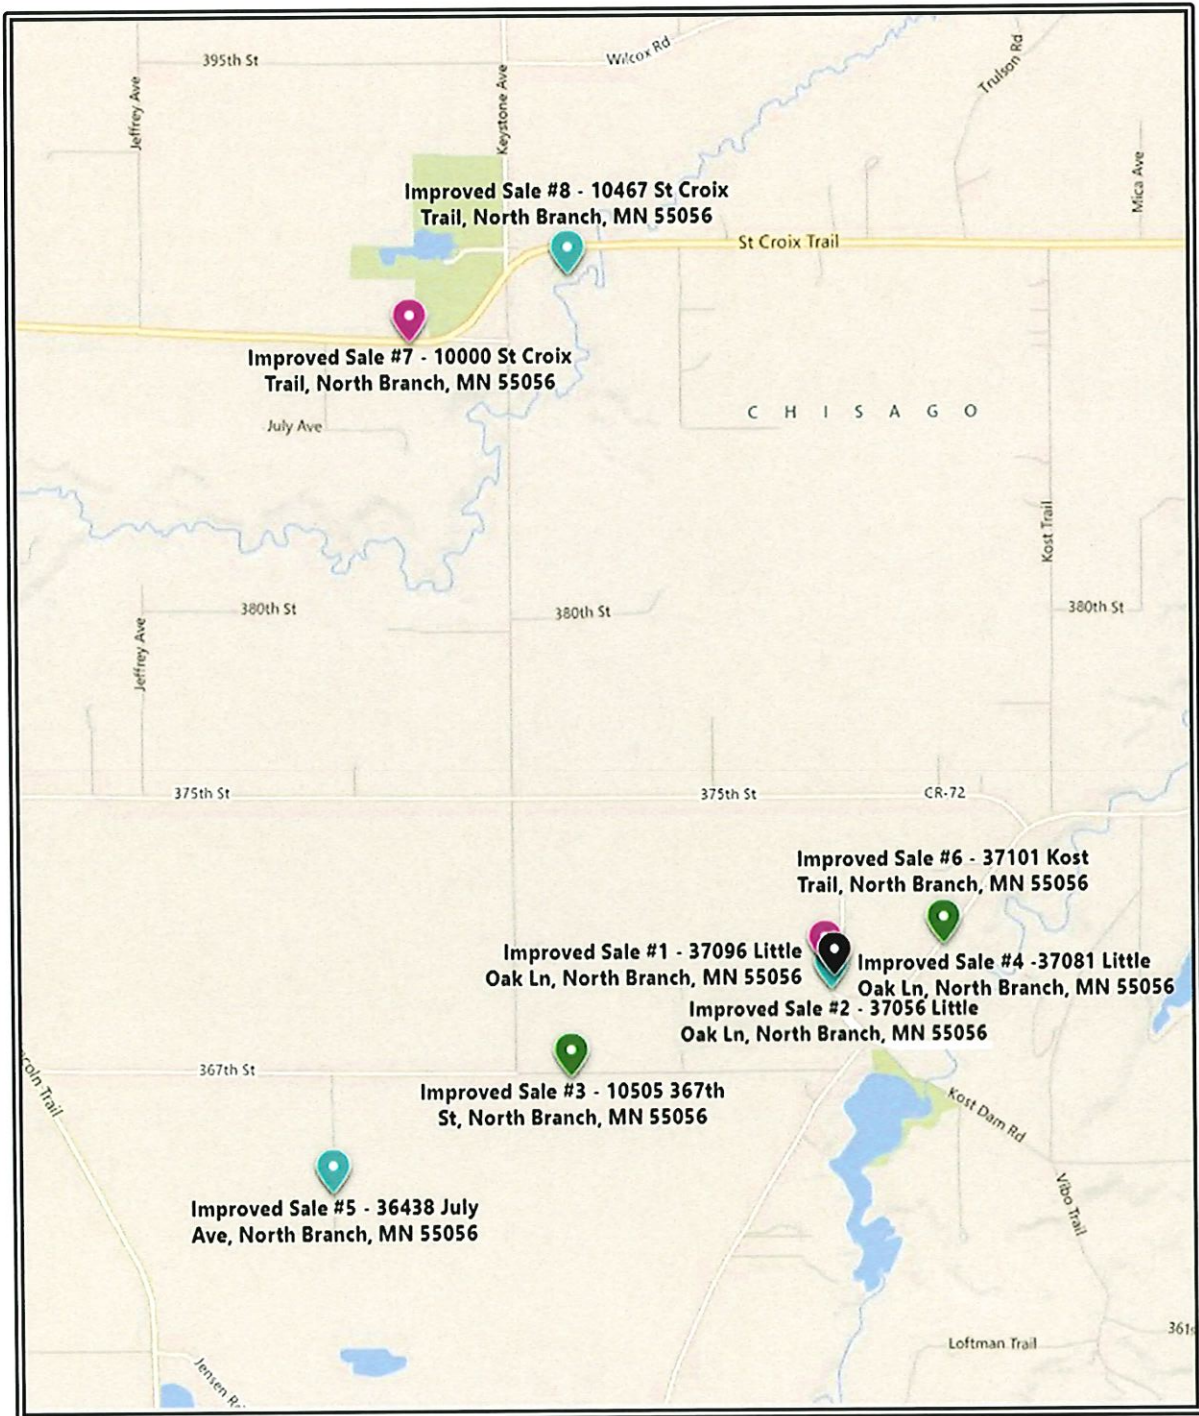 395th St
Wilcox Rd
Trulson Rd
Jeffrey Ave
Keystone Ave
Mica Ave
Improved Sale #8 - 10467 St Croix
Trail, North Branch, MN 55056
St Croix Trail
Improved Sale #7 - 10000 St Croix
Trail, North Branch, MN 55056
July Ave
CHISAGO
Kost Trail
380th St
380th St
380th St
Jeffrey Ave
375th St
375th St
CR-72
Improved Sale #6 - 37101 Kost
Trail, North Branch, MN 55056
Improved Sale #1 - 37096 Little
Oak Ln, North Branch, MN 55056
Improved Sale #4 -37081 Little
Oak Ln, North Branch, MN 55056
Improved Sale #2 - 37056 Little
Oak Ln, North Branch, MN 55056
367th St
coln Trail
Improved Sale #3 - 10505 367th
St, North Branch, MN 55056
Kost Dam Rd
Improved Sale #5 - 36438 July
Ave, North Branch, MN 55056
Vibo Trail
361s
Loftman Trail
Jensen R